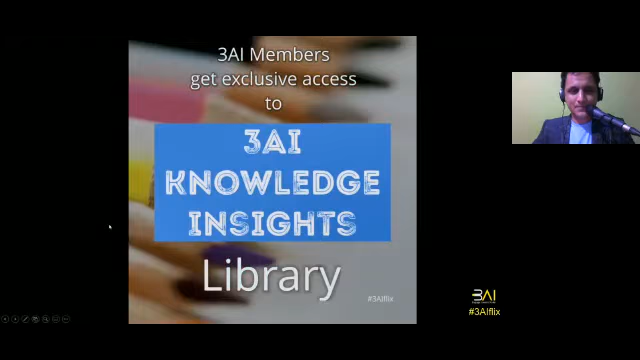 3AI Members
get exclusive access
to
3AI
KNOWLEDGE
INSIGHTS
Library
#3AIflix
3AI
#3AIflix